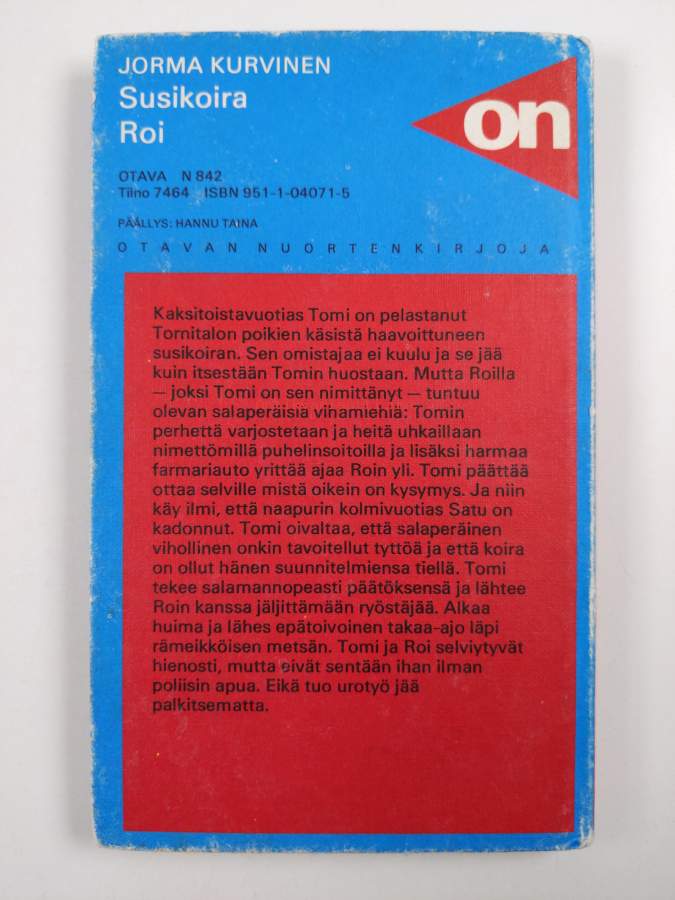 JORMA KURVINEN
Susikoira
Roi
on
OTAVA N 842
Tilno 7464 ISBN 951-1-04071-5
PÄÄLLYS: HANNU TAINA
OTAVAN NUORTENKIRJOJA
Kaksitoistavuotias Tomi on pelastanut
Tornitalon poikien käsistä haavoittuneen
susikoiran. Sen omistajaa ei kuulu ja se jää
kuin itsestään Tomin huostaan. Mutta Roilla
— joksi Tomi on sen nimittänyt — tuntuu
olevan salaperäisiä vihamiehiä: Tomin
perhettä varjostetaan ja heitä uhkaillaan
nimettömillä puhelinsoitoilla ja lisäksi harmaa
farmariauto yrittää ajaa Roin yli. Tomi päättää
ottaa selville mistä oikein on kysymys. Ja niin
käy ilmi, että naapurin kolmivuotias Satu on
kadonnut. Tomi oivaltaa, että salaperäinen
vihollinen onkin tavoitellut tyttöä ja että koira
on ollut hänen suunnitelmiensa tiellä. Tomi
tekee salamannopeasti päätöksensä ja lähtee
Roin kanssa jäljittämään ryöstäjää. Alkaa
huima ja lähes epätoivoinen takaa-ajo läpi
rämeikköisen metsän. Tomi ja Roi selviytyvät
hienosti, mutta eivät sentään ihan ilman
poliisin apua. Eikä tuo urotyö jää
palkitsematta.